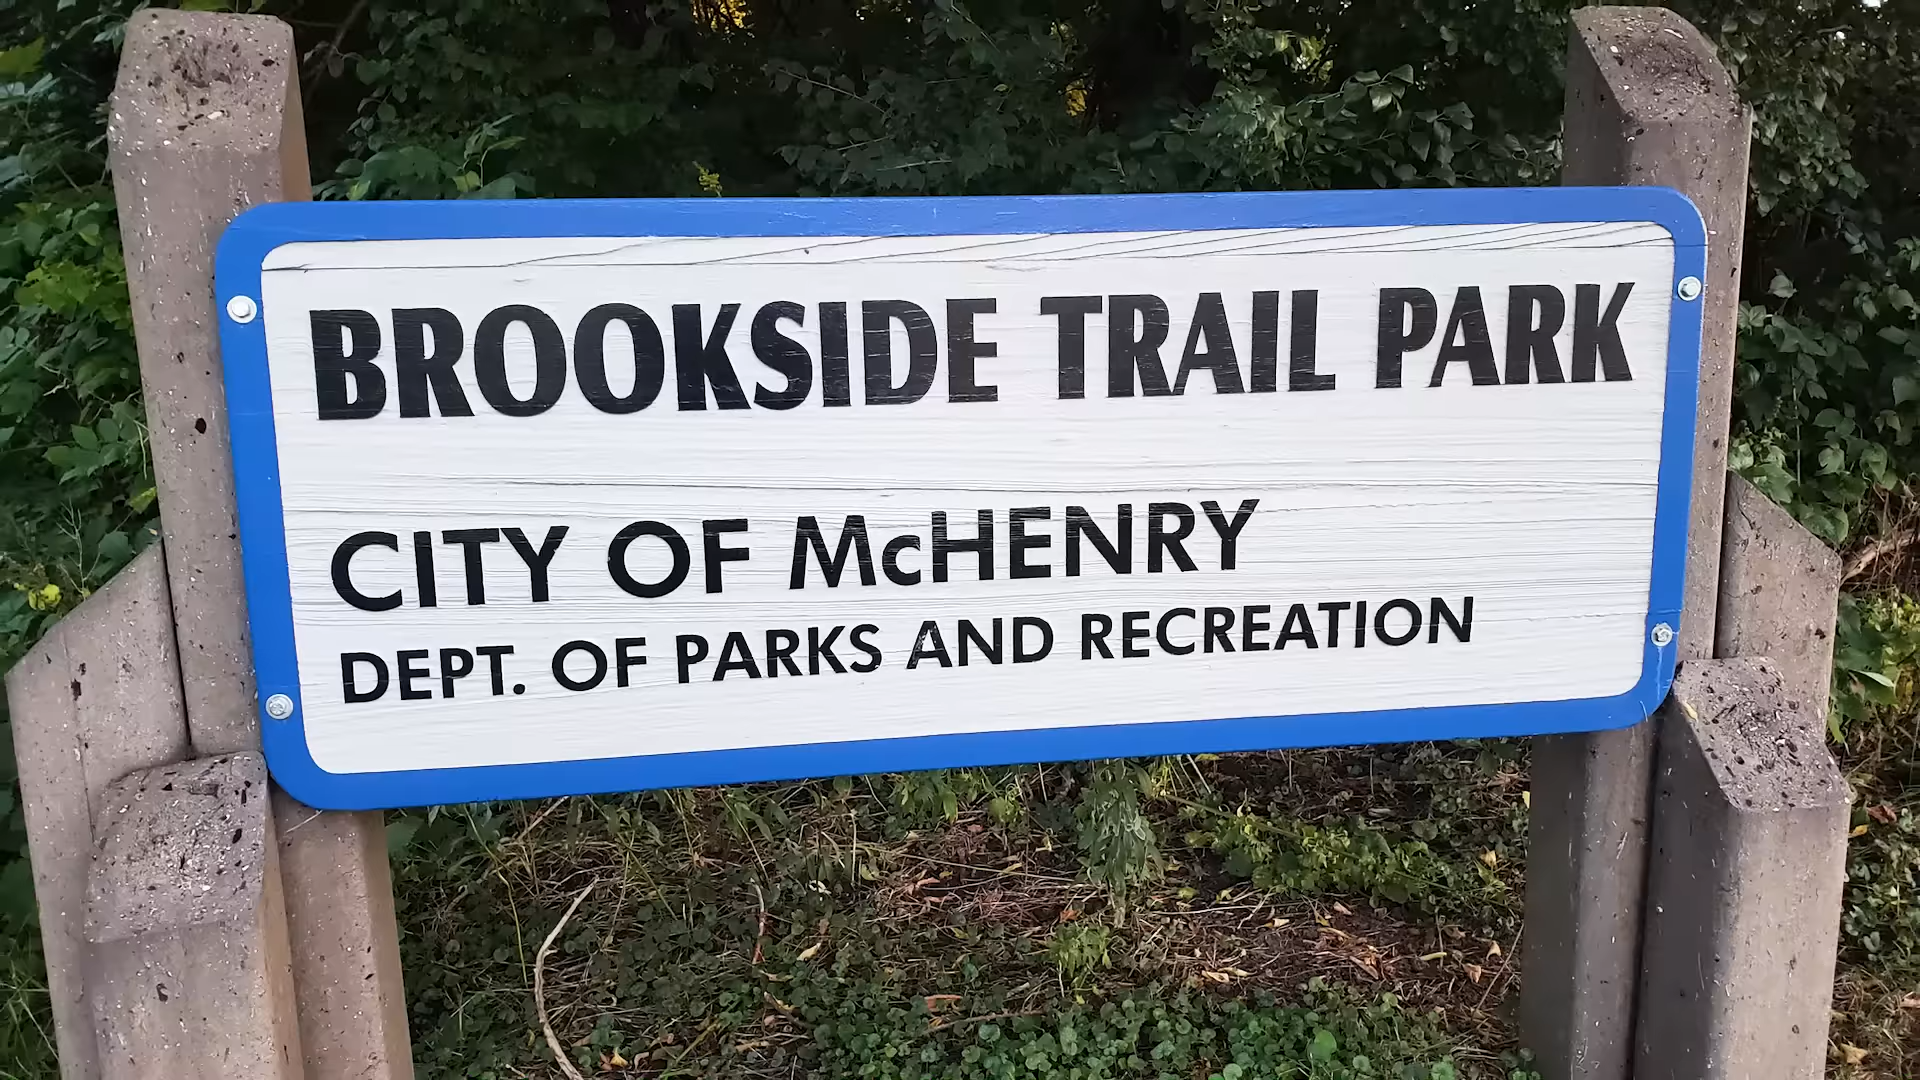 BROOKSIDE TRAIL PARK
CITY OF McHENRY
DEPT. OF PARKS AND RECREATION